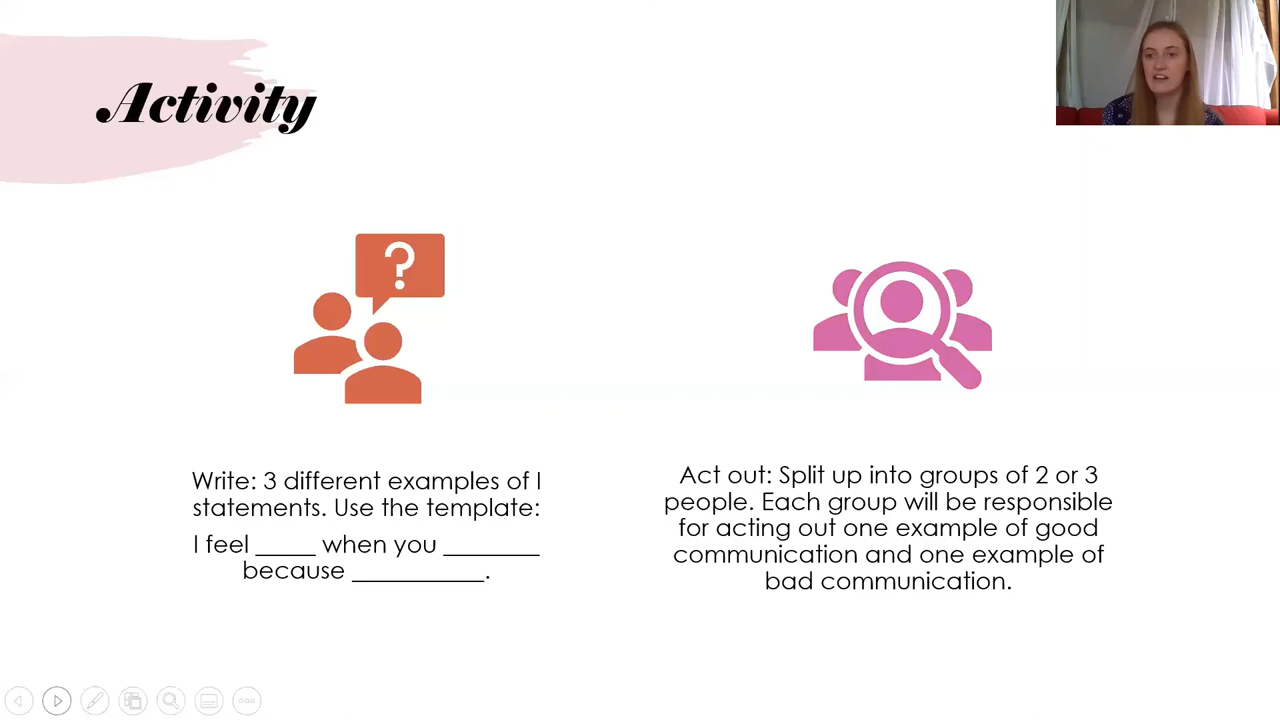 Activity
?
Write: 3 different examples of I
statements. Use the template:
I feel _____ when you ________
because ___________.
Act out: Split up into groups of 2 or 3
people. Each group will be responsible
for acting out one example of good
communication and one example of
bad communication.